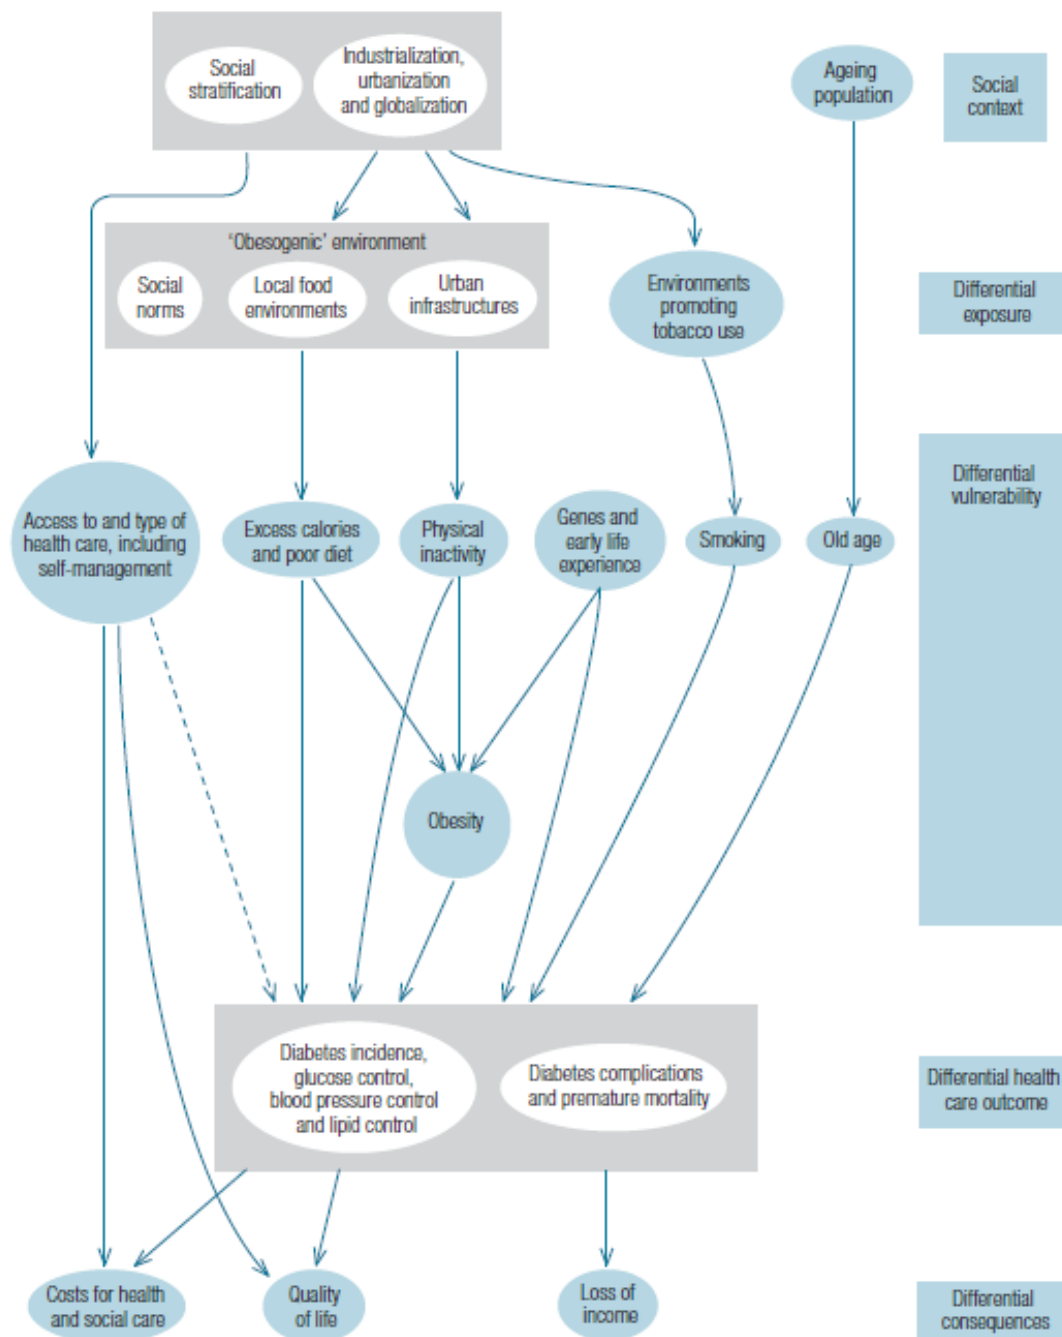 Social
stratification
Industrialization,
urbanization
and globalization
Ageing
population
Social
context
‘Obesogenic’ environment
Social
norms
Local food
environments
Urban
infrastructures
Environments
promoting
tobacco use
Differential
exposure
Differential
vulnerability
Access to and type of
health care, including
self-management
Excess calories
and poor diet
Physical
inactivity
Genes and
early life
experience
Smoking
Old age
Obesity
Diabetes incidence,
glucose control,
blood pressure control
and lipid control
Diabetes complications
and premature mortality
Differential health
care outcome
Costs for health
and social care
Quality
of life
Loss of
income
Differential
consequences